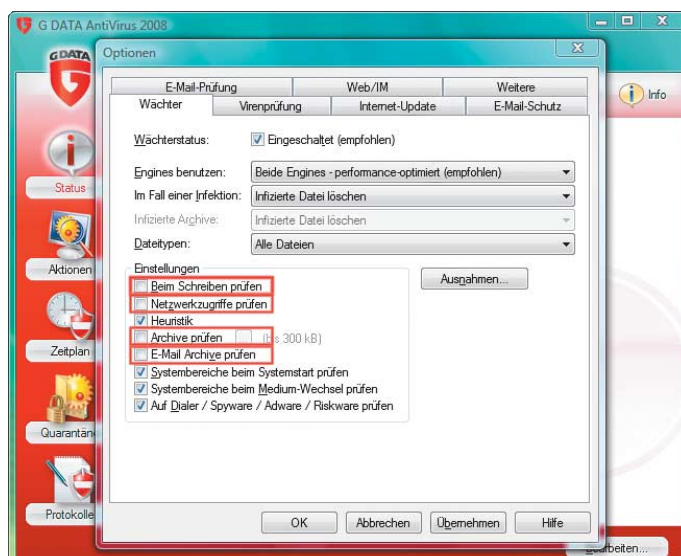 G DATA AntiVirus 2008
GDATA
Optionen
E-Mail-Prüfung
Web/IM
Weitere
Wächter
Virenprüfung
Internet-Update
E-Mail-Schutz
Info
Wächterstatus:
Eingeschaltet (empfohlen)
Engines benutzen:
Beide Engines - performance-optimiert (empfohlen)
Im Fall einer Infektion:
Infizierte Datei löschen
Infizierte Archive:
Infizierte Datei löschen
Dateitypen:
Alle Dateien
Einstellungen
Beim Schreiben prüfen
Ausnahmen...
Netzwerkzugriffe prüfen
Heuristik
Archive prüfen
(bis 300 kB)
E-Mail Archive prüfen
Systembereiche beim Systemstart prüfen
Systembereiche beim Medium-Wechsel prüfen
Auf Dialer / Spyware / Adware / Riskware prüfen
Status
Aktionen
Zeitplan
Quarantäne
Protokolle
OK
Abbrechen
Übernehmen
Hilfe
Bearbeiten...